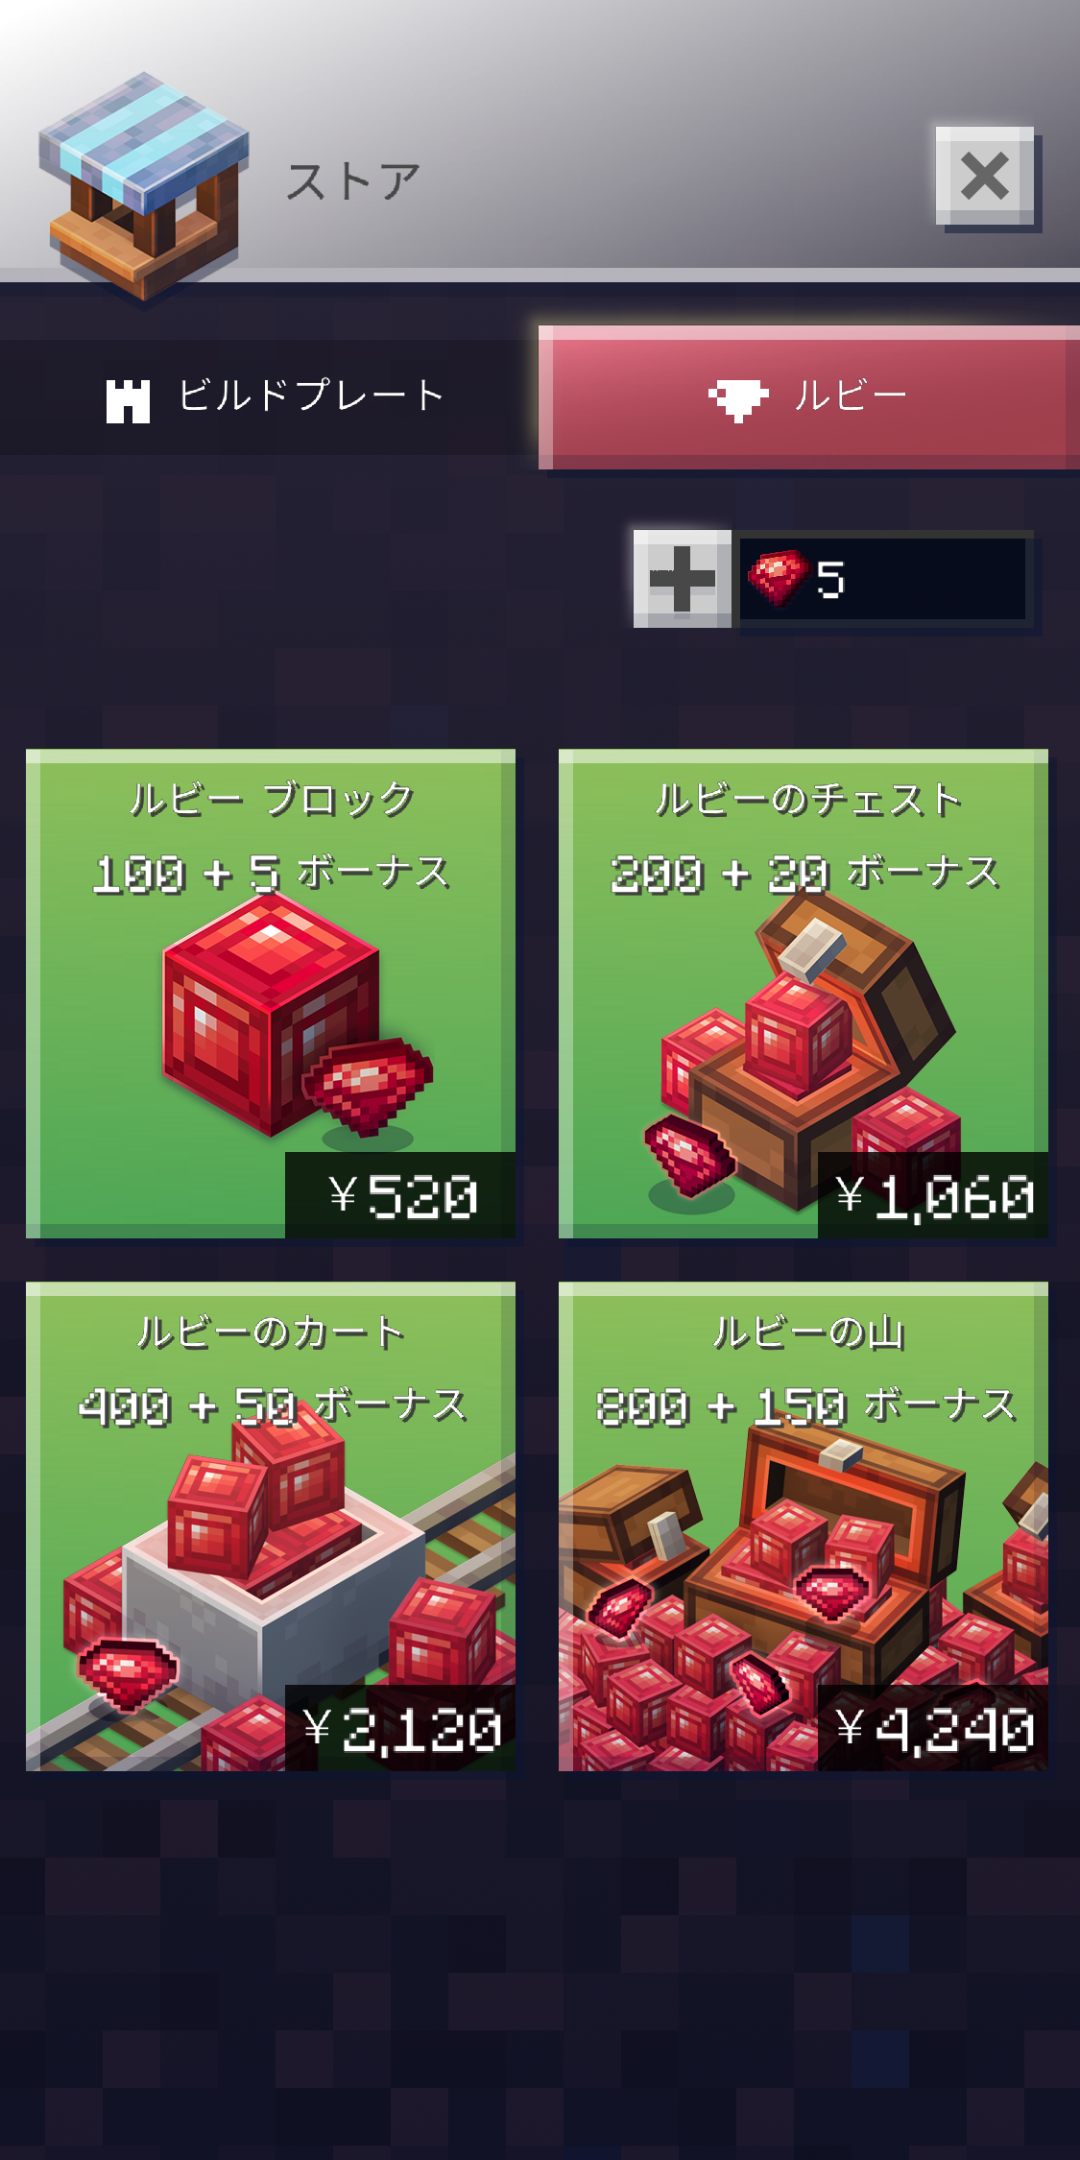 ストア
ビルドプレート
ルビー
5
ルビー ブロック
100 + 5 ボーナス
¥520
ルビーのチェスト
200 + 20 ボーナス
¥1,060
ルビーのカート
400 + 50 ボーナス
¥2,120
ルビーの山
800 + 150 ボーナス
¥4,240